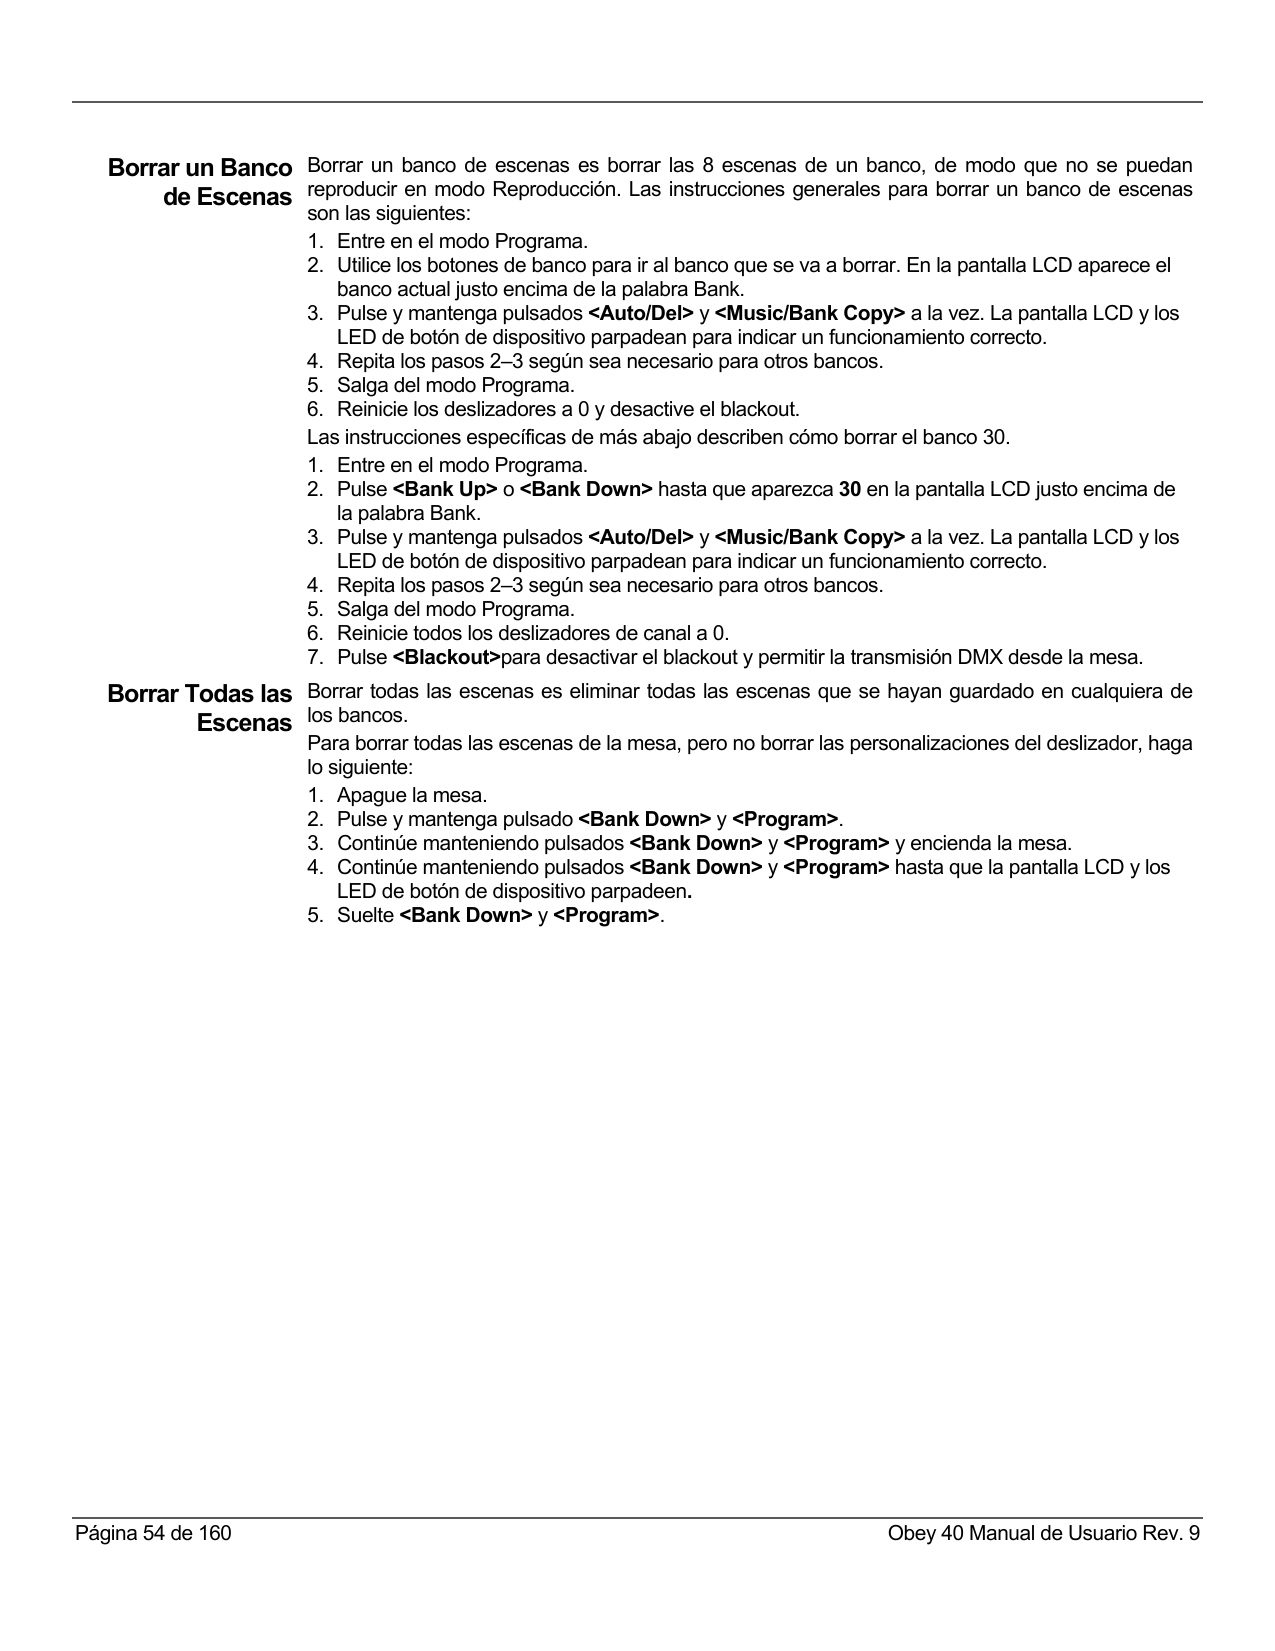 Borrar un Banco
de Escenas
Borrar un banco de escenas es borrar las 8 escenas de un banco, de modo que no se puedan
reproducir en modo Reproducción. Las instrucciones generales para borrar un banco de escenas
son las siguientes:
1. Entre en el modo Programa.
2. Utilice los botones de banco para ir al banco que se va a borrar. En la pantalla LCD aparece el
banco actual justo encima de la palabra Bank.
3. Pulse y mantenga pulsados <Auto/Del> y <Music/Bank Copy> a la vez. La pantalla LCD y los
LED de botón de dispositivo parpadean para indicar un funcionamiento correcto.
4. Repita los pasos 2–3 según sea necesario para otros bancos.
5. Salga del modo Programa.
6. Reinicie los deslizadores a 0 y desactive el blackout.
Las instrucciones específicas de más abajo describen cómo borrar el banco 30.
1. Entre en el modo Programa.
2. Pulse <Bank Up> o <Bank Down> hasta que aparezca 30 en la pantalla LCD justo encima de
la palabra Bank.
3. Pulse y mantenga pulsados <Auto/Del> y <Music/Bank Copy> a la vez. La pantalla LCD y los
LED de botón de dispositivo parpadean para indicar un funcionamiento correcto.
4. Repita los pasos 2–3 según sea necesario para otros bancos.
5. Salga del modo Programa.
6. Reinicie todos los deslizadores de canal a 0.
7. Pulse <Blackout>para desactivar el blackout y permitir la transmisión DMX desde la mesa.
Borrar Todas las
Escenas
Borrar todas las escenas es eliminar todas las escenas que se hayan guardado en cualquiera de
los bancos.
Para borrar todas las escenas de la mesa, pero no borrar las personalizaciones del deslizador, haga
lo siguiente:
1. Apague la mesa.
2. Pulse y mantenga pulsado <Bank Down> y <Program>.
3. Continúe manteniendo pulsados <Bank Down> y <Program> y encienda la mesa.
4. Continúe manteniendo pulsados <Bank Down> y <Program> hasta que la pantalla LCD y los
LED de botón de dispositivo parpadeen.
5. Suelte <Bank Down> y <Program>.
Página 54 de 160
Obey 40 Manual de Usuario Rev. 9